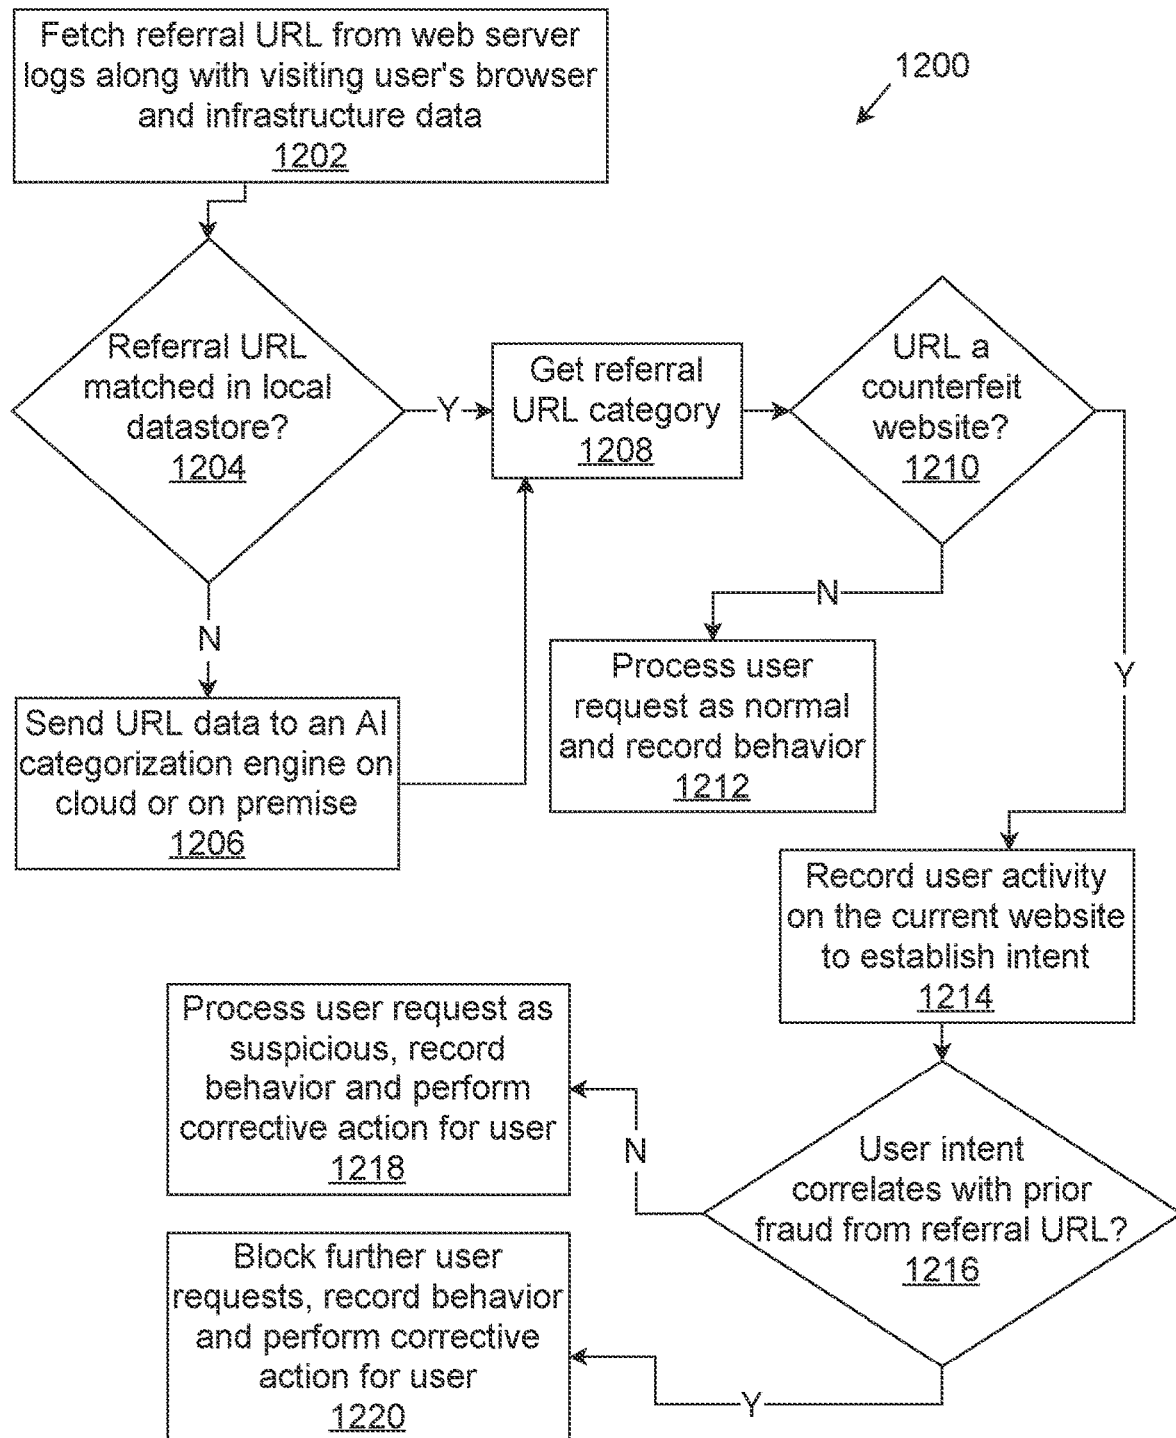 Fetch referral URL from web server
logs along with visiting user's browser
and infrastructure data
1202
1200
Referral URL
matched in local
datastore?
1204
Y
Get referral
URL category
1208
URL a
counterfeit
website?
1210
N
N
Y
Send URL data to an AI
categorization engine on
cloud or on premise
1206
Process user
request as normal
and record behavior
1212
Record user activity
on the current website
to establish intent
1214
Process user request as
suspicious, record
behavior and perform
corrective action for user
1218
N
User intent
correlates with prior
fraud from referral URL?
1216
Block further user
requests, record behavior
and perform corrective
action for user
1220
Y